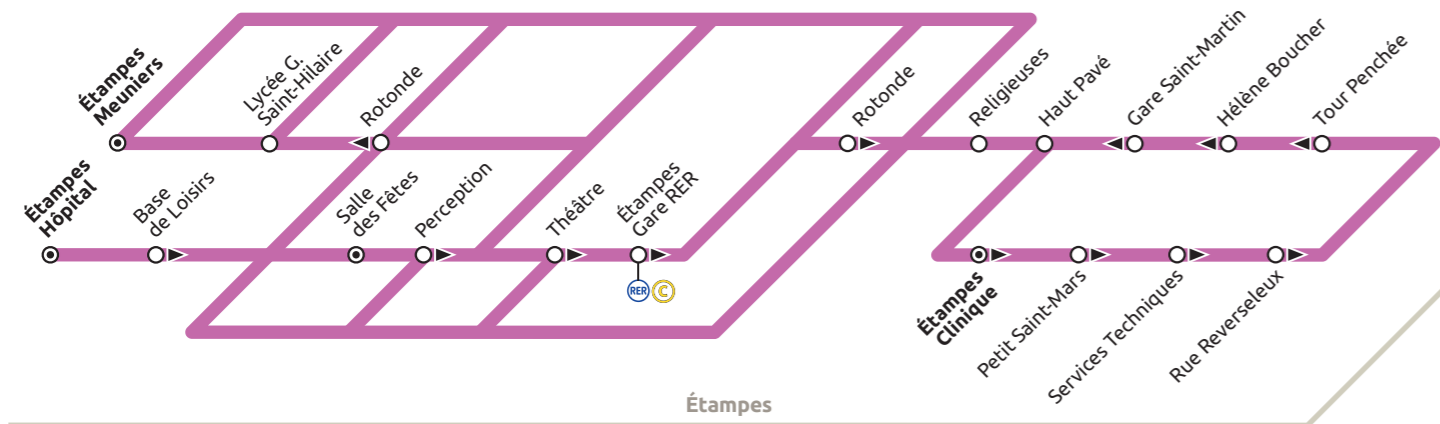 Étampes
Meuniers
Lycée G.
Saint-Hilaire
Rotonde
Rotonde
Religieuses
Haut Pavé
Gare Saint-Martin
Hélène Boucher
Tour Penchée
Étampes
Hôpital
Base
de Loisirs
Salle
des Fêtes
Perception
Théâtre
Étampes
Gare RER
RER C
Étampes
Clinique
Petit Saint-Mars
Services Techniques
Rue Reverseleux
Étampes